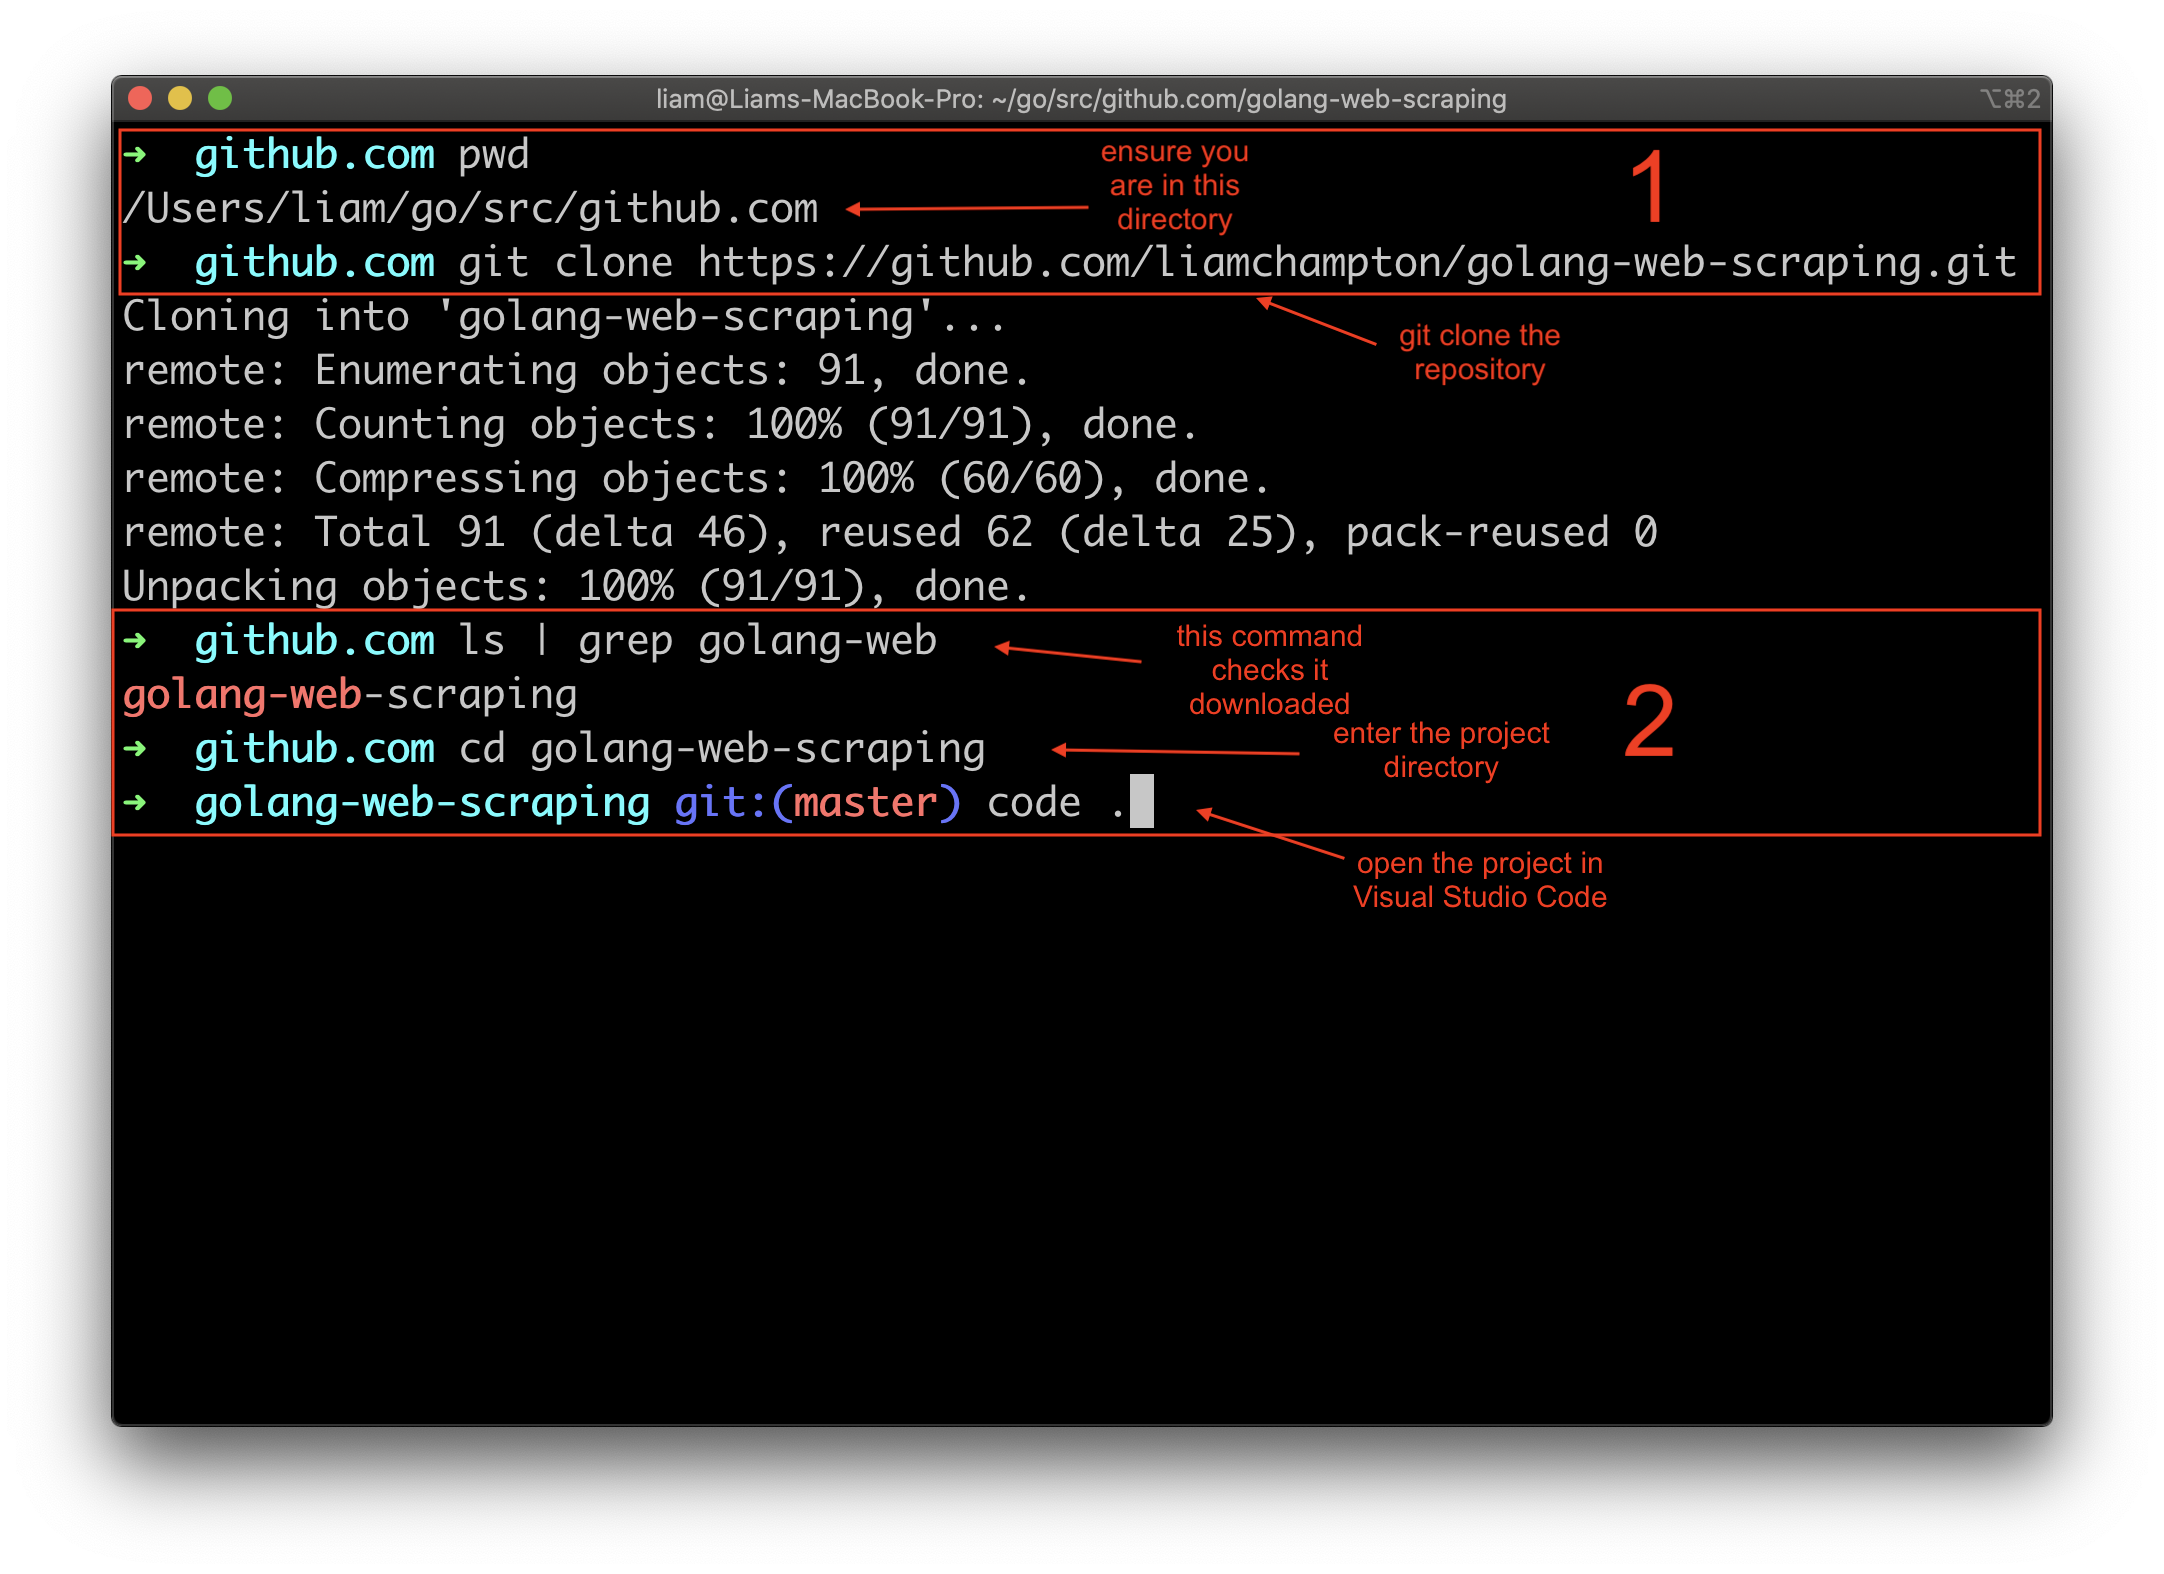 liam@Liams-MacBook-Pro: ~/go/src/github.com/golang-web-scraping
⌥⌘2
➜  github.com pwd
/Users/liam/go/src/github.com
ensure you
are in this
directory
1
➜  github.com git clone https://github.com/liamchampton/golang-web-scraping.git
Cloning into 'golang-web-scraping'...
git clone the
repository
remote: Enumerating objects: 91, done.
remote: Counting objects: 100% (91/91), done.
remote: Compressing objects: 100% (60/60), done.
remote: Total 91 (delta 46), reused 62 (delta 25), pack-reused 0
Unpacking objects: 100% (91/91), done.
➜  github.com ls | grep golang-web
this command
checks it
downloaded
golang-web-scraping
2
➜  github.com cd golang-web-scraping
enter the project
directory
➜  golang-web-scraping git:(master) code .
open the project in
Visual Studio Code